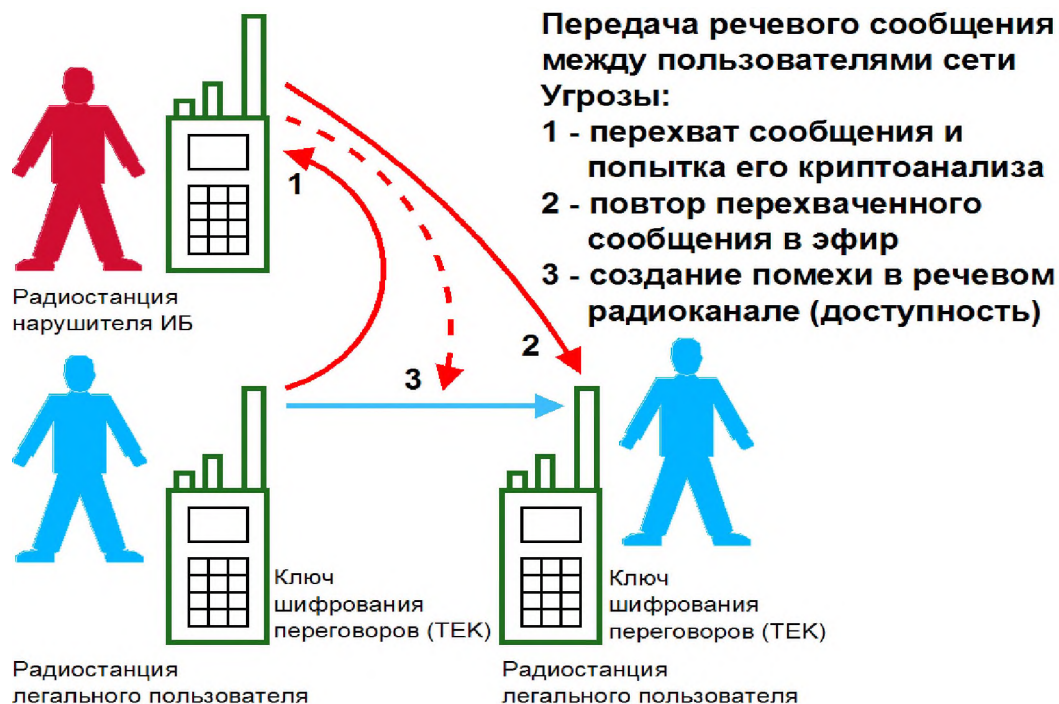 Передача речевого сообщения
между пользователями сети
Угрозы:
1 - перехват сообщения и
попытка его криптоанализа
2 - повтор перехваченного
сообщения в эфир
3 - создание помехи в речевом
радиоканале (доступность)
1
2
3
Радиостанция
нарушителя ИБ
Ключ
шифрования
переговоров (TEK)
Радиостанция
легального пользователя
Ключ
шифрования
переговоров (TEK)
Радиостанция
легального пользователя